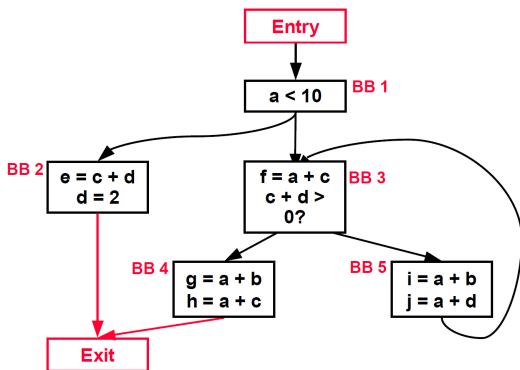 Entry
BB 1
a < 10
BB 2
e = c + d
d = 2
f = a + c
c + d >
0?
BB 3
BB 4
g = a + b
h = a + c
BB 5
i = a + b
j = a + d
Exit